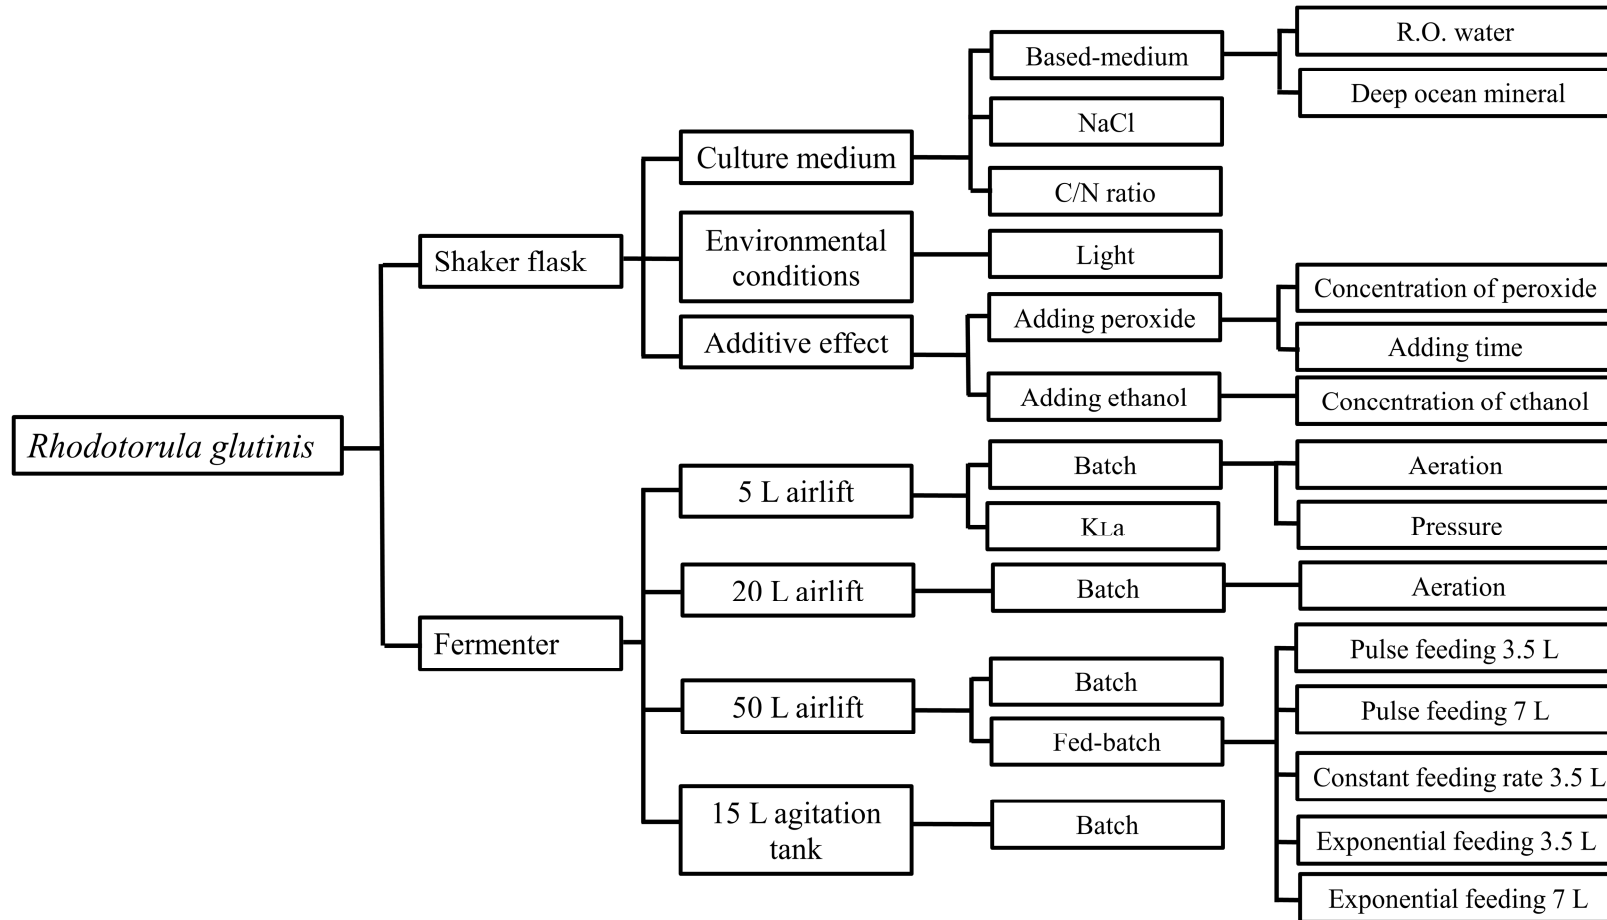 R.O. water
Based-medium
Deep ocean mineral
NaCl
Culture medium
C/N ratio
Environmental
conditions
Light
Shaker flask
Concentration of peroxide
Adding peroxide
Additive effect
Adding time
Adding ethanol
Concentration of cthanol
Rhodotorula glutinis
Batch
Aeration
5 L airlift
KLa
Pressure
20 L airlift
Batch
Aeration
Fermenter
Pulse feeding 3.5 L
Batch
50 L airlift
Pulse feeding 7 L
Fed-batch
Constant feeding rate 3.5 L
15 L agitation
tank
Batch
Exponential feeding 3.5 L
Exponential feeding 7 L